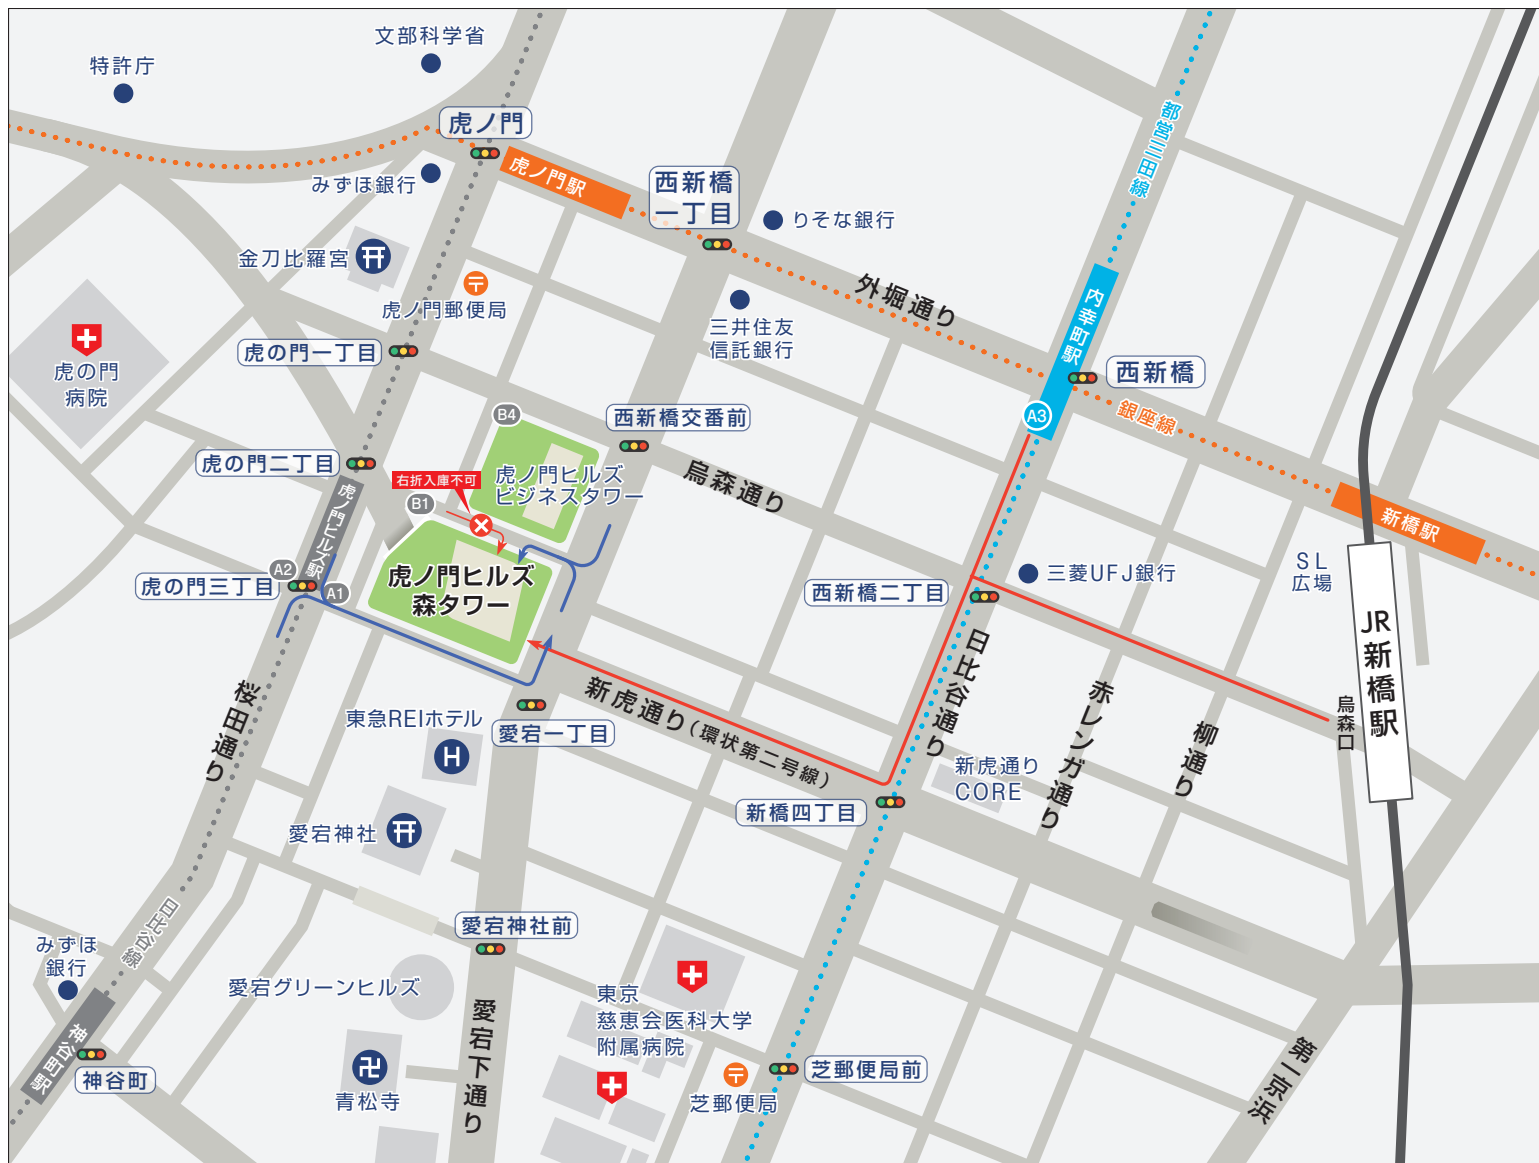 文部科学省
特許庁
虎ノ門
みずほ銀行
虎ノ門駅
西新橋
一丁目
りそな銀行
都営三田線
金刀比羅宮
虎ノ門郵便局
外堀通り
内幸町駅
三井住友
信託銀行
虎の門一丁目
虎の門
病院
西新橋
A3
銀座線
B4
西新橋交番前
虎の門二丁目
右折入庫不可
虎ノ門ヒルズ
ビジネスタワー
烏森通り
B1
虎ノ門ヒルズ駅
新橋駅
SL
広場
A2
A1
虎の門三丁目
虎ノ門ヒルズ
森タワー
西新橋二丁目
三菱UFJ銀行
JR新橋駅
烏森口
日比谷通り
赤レンガ通り
柳通り
桜田通り
東急REIホテル
H
愛宕一丁目
新虎通り(環状第二号線)
新虎通り
CORE
新橋四丁目
愛宕神社
日比谷線
みずほ
銀行
愛宕神社前
愛宕グリーンヒルズ
愛宕下通り
東京
慈恵会医科大学
附属病院
神谷町駅
神谷町
青松寺
芝郵便局
芝郵便局前
第一京浜